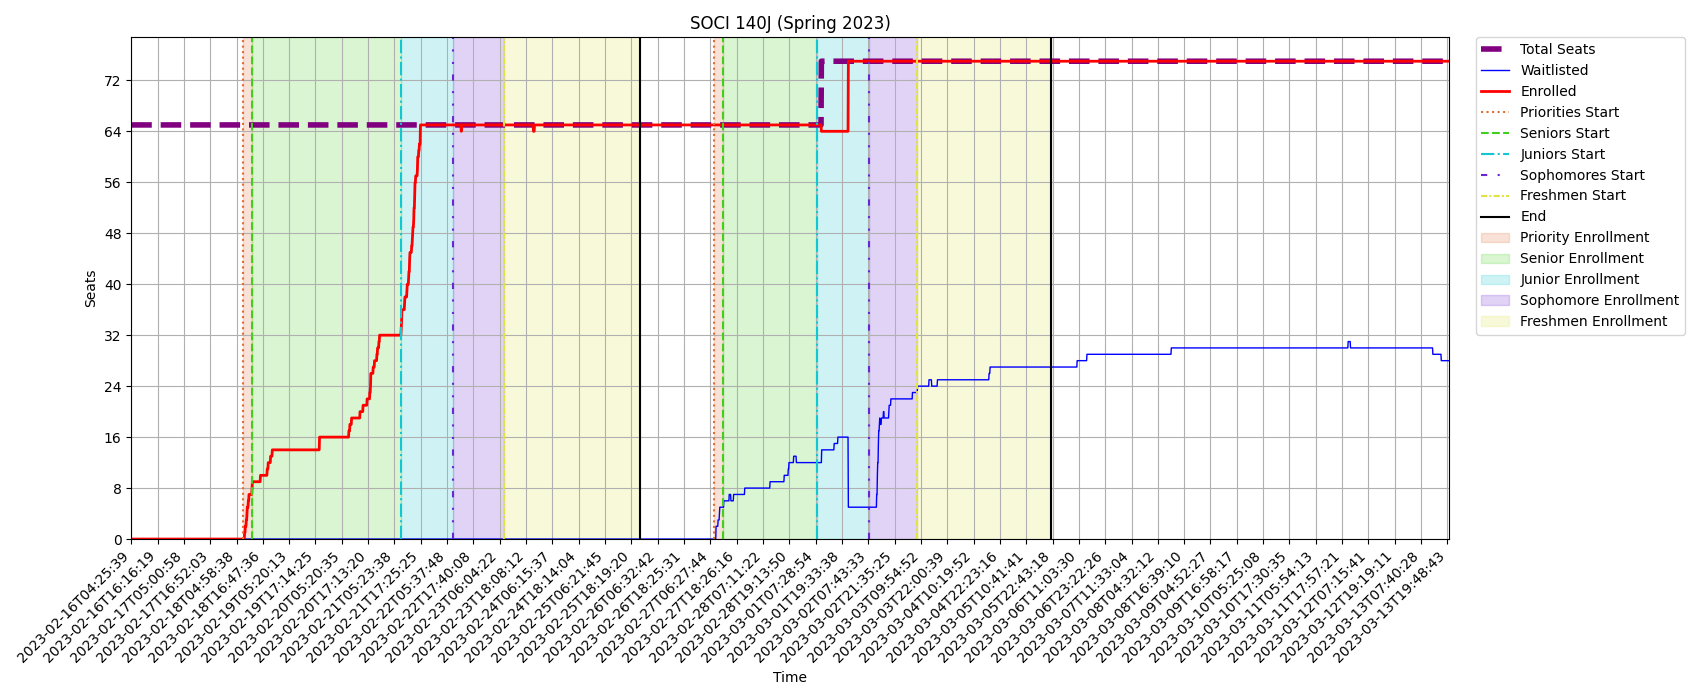 SOCI 140J (Spring 2023)
Seats
72
64
56
48
40
32
24
16
8
0
2023-02-16T04:25:39
2023-02-16T16:16:19
2023-02-17T05:00:58
2023-02-17T16:52:03
2023-02-18T04:58:38
2023-02-18T16:47:36
2023-02-19T05:20:13
2023-02-19T17:14:25
2023-02-20T05:20:35
2023-02-20T17:13:20
2023-02-21T05:23:38
2023-02-21T17:25:25
2023-02-22T05:37:48
2023-02-22T17:40:08
2023-02-23T06:04:22
2023-02-23T18:08:12
2023-02-24T06:15:37
2023-02-24T18:14:04
2023-02-25T06:21:45
2023-02-25T18:19:20
2023-02-26T06:32:42
2023-02-26T18:25:31
2023-02-27T06:27:44
2023-02-27T18:26:16
2023-02-28T07:11:22
2023-02-28T19:13:50
2023-03-01T07:28:54
2023-03-01T19:33:38
2023-03-02T07:43:33
2023-03-02T21:35:25
2023-03-03T09:54:52
2023-03-03T22:00:39
2023-03-04T10:19:52
2023-03-04T22:23:16
2023-03-05T10:41:41
2023-03-05T22:43:18
2023-03-06T11:03:30
2023-03-06T23:22:26
2023-03-07T11:33:04
2023-03-08T04:32:12
2023-03-08T16:39:10
2023-03-09T04:52:27
2023-03-09T16:58:17
2023-03-10T05:25:08
2023-03-10T17:30:35
2023-03-11T05:54:13
2023-03-11T17:57:21
2023-03-12T07:15:41
2023-03-12T19:19:11
2023-03-13T07:40:28
2023-03-13T19:48:43
Time
Total Seats
Waitlisted
Enrolled
Priorities Start
Seniors Start
Juniors Start
Sophomores Start
Freshmen Start
End
Priority Enrollment
Senior Enrollment
Junior Enrollment
Sophomore Enrollment
Freshmen Enrollment